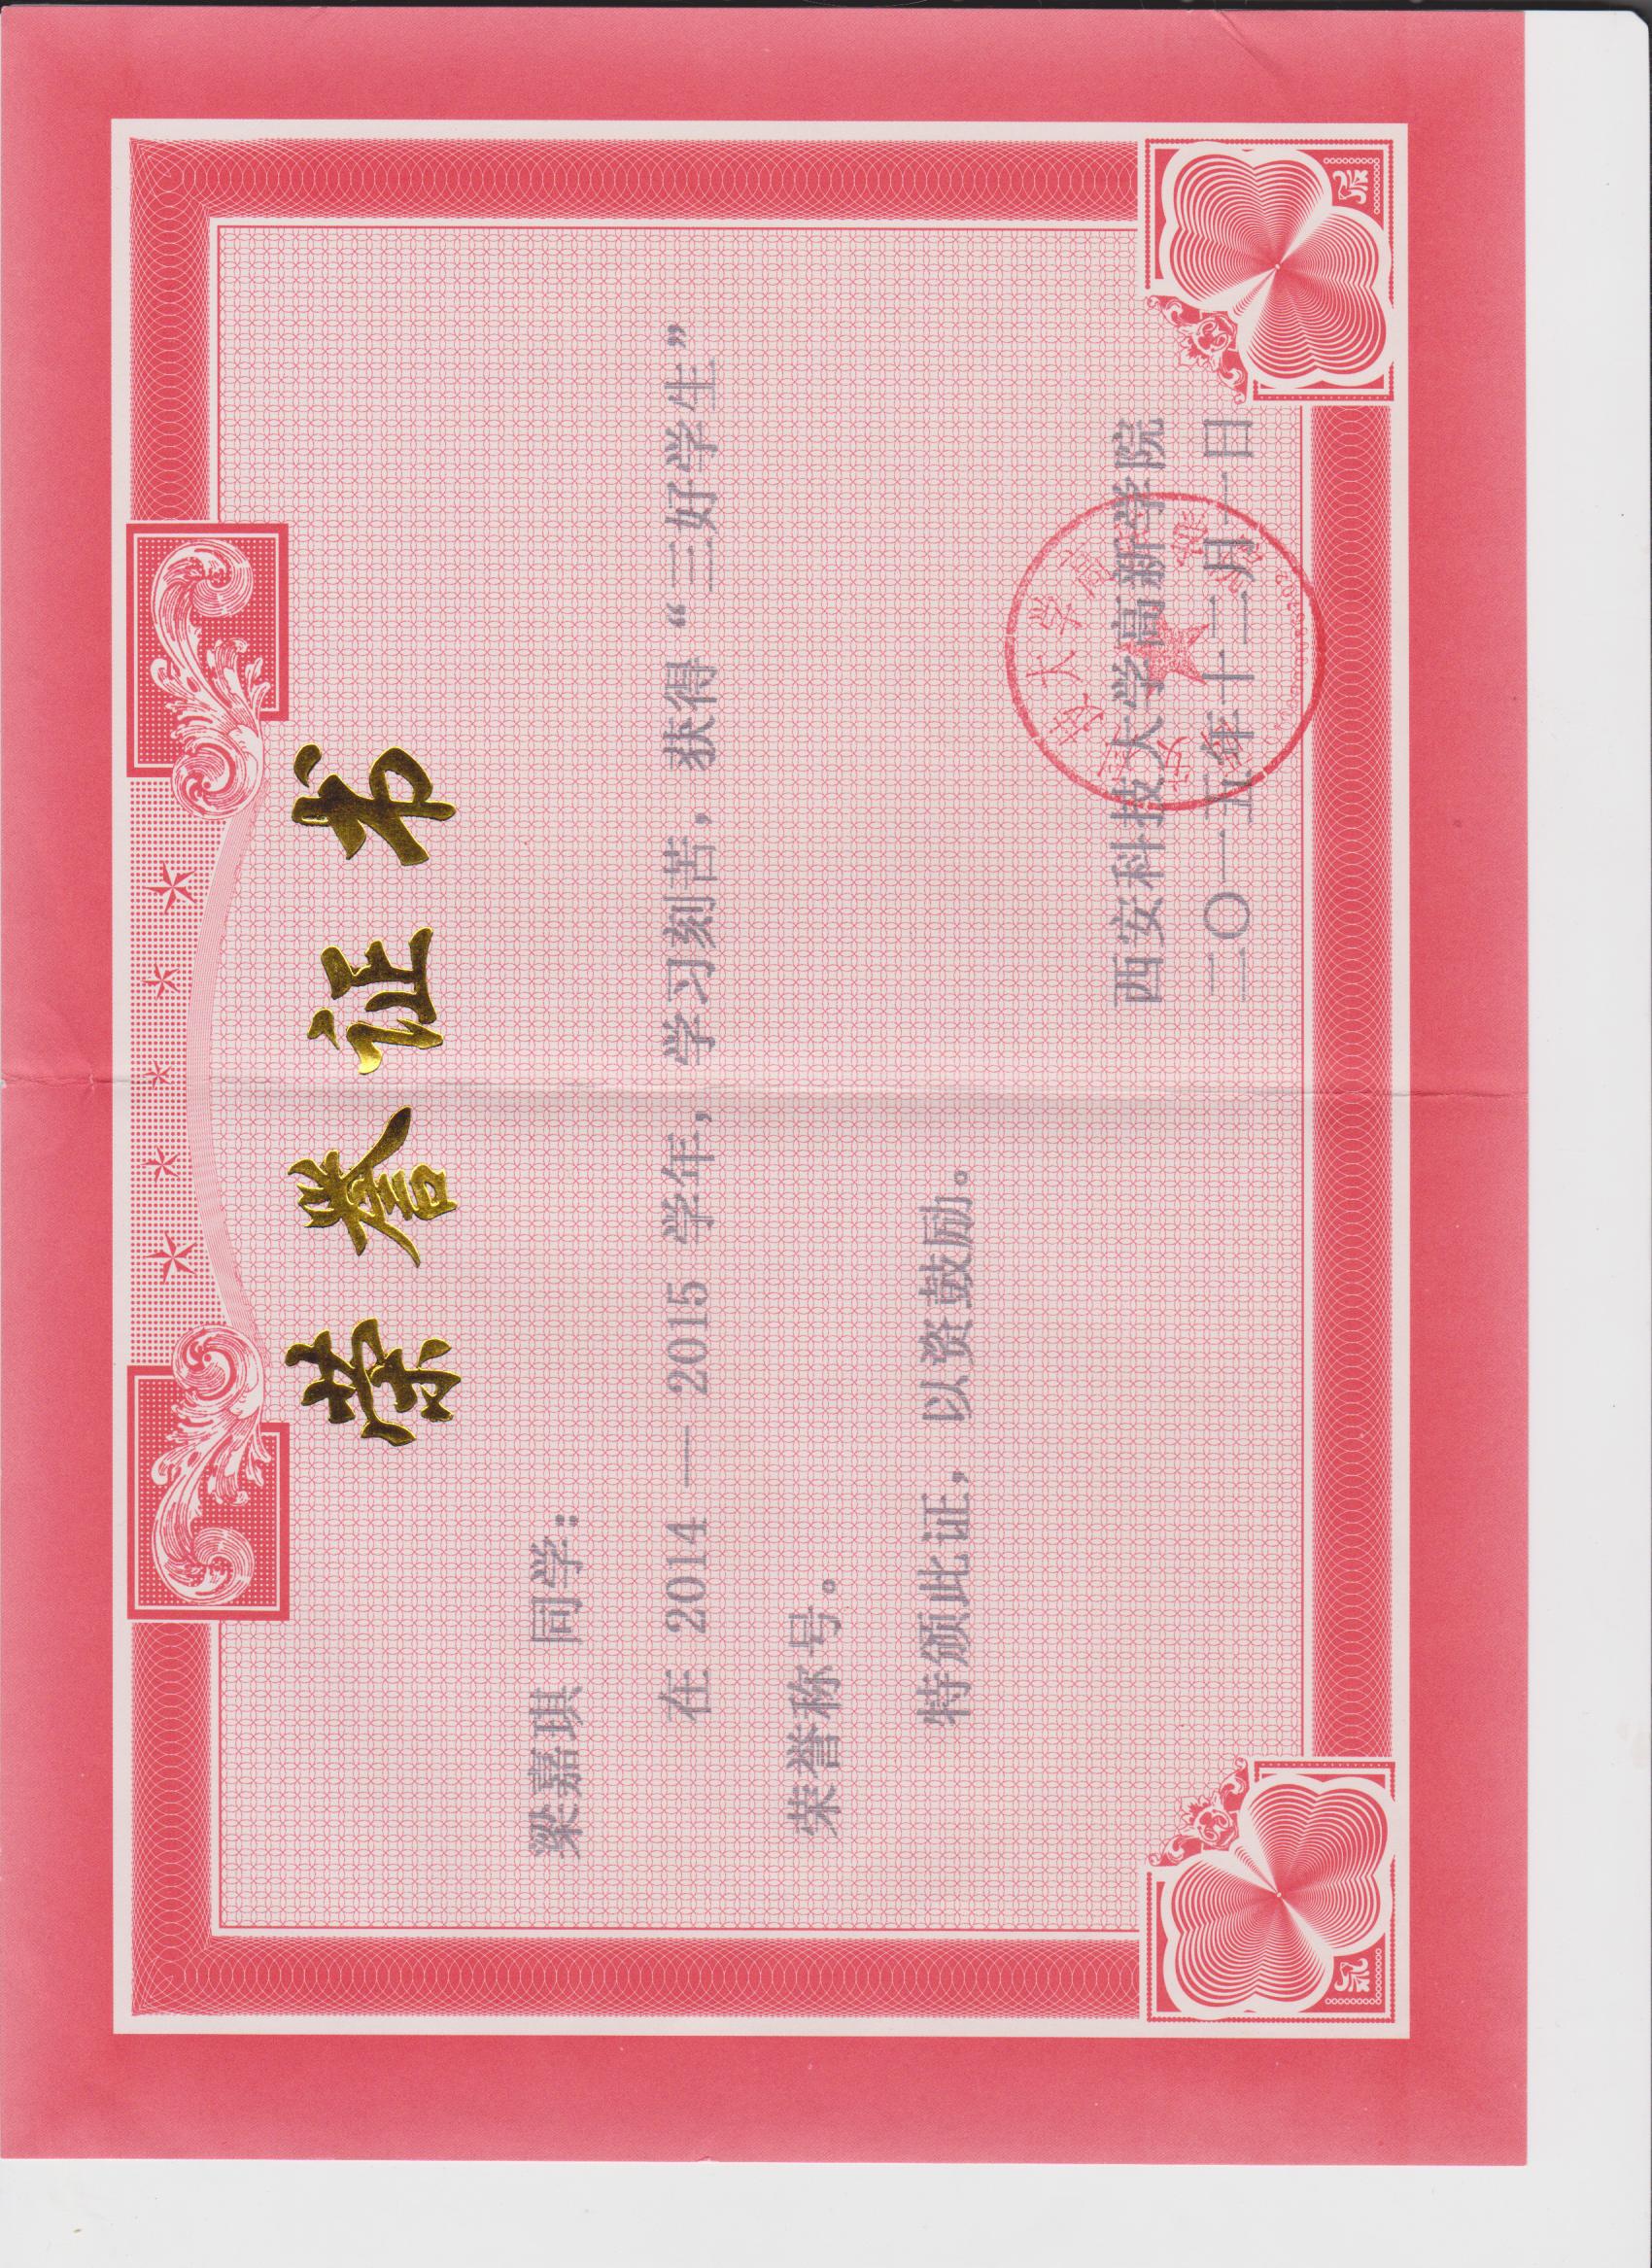 荣誉证书
梁嘉琪 同学：
在 2014 — 2015 学年，学习刻苦，获得“三好学生”
荣誉称号。
特颁此证，以资鼓励。
西安科技大学高新学院
二〇一五年十二月一日